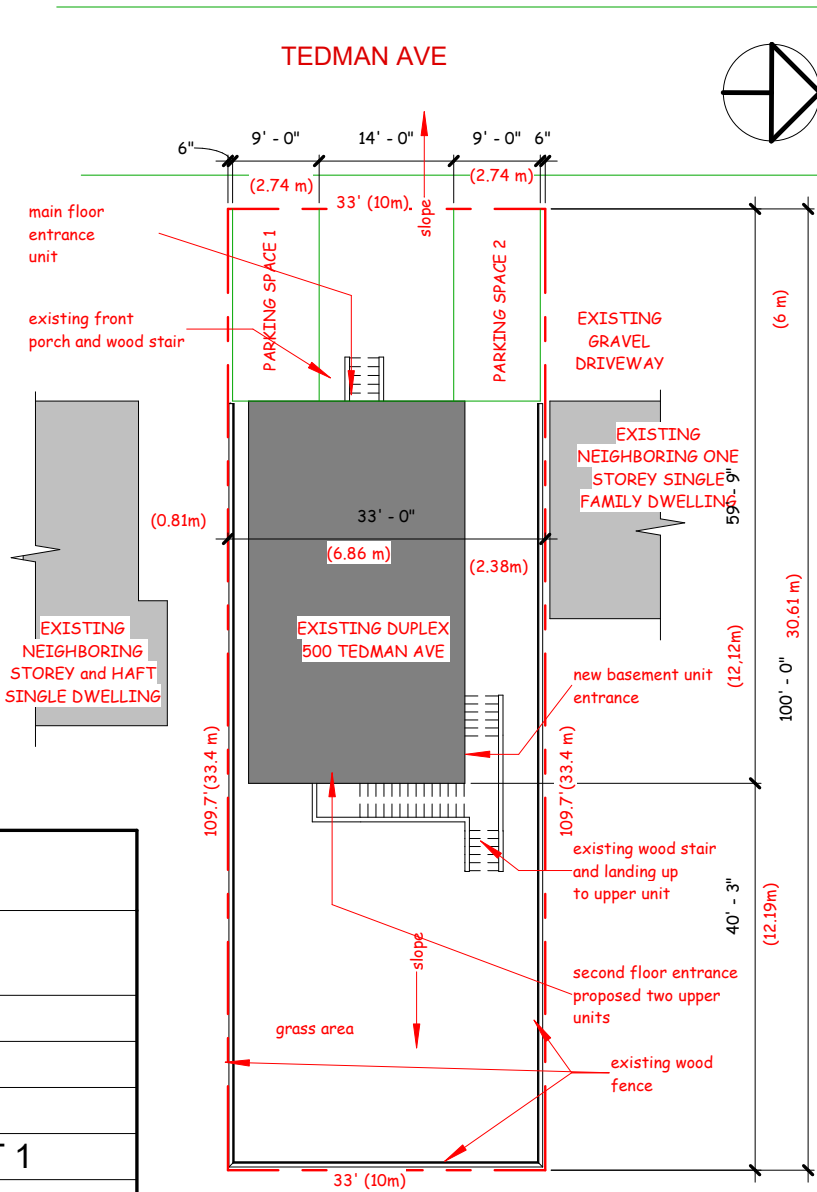 TEDMAN AVE
6"
9' - 0"
14' - 0"
9' - 0"
6"
(2.74 m)
(2.74 m)
33' (10m)
slope
main floor
entrance
unit
existing front
porch and wood stair
PARKING SPACE 1
PARKING SPACE 2
EXISTING
GRAVEL
DRIVEWAY
(6 m)
EXISTING
NEIGHBORING ONE
STOREY SINGLE
FAMILY DWELLING
59' - 9"
(0.81m)
33' - 0"
(6.86 m)
(2.38m)
30.61 m)
100' - 0"
(12,12m)
EXISTING
NEIGHBORING
STOREY and HAFT
SINGLE DWELLING
EXISTING DUPLEX
500 TEDMAN AVE
new basement unit
entrance
109.7'(33.4 m)
109.7'(33.4 m)
existing wood stair
and landing up
to upper unit
40' - 3"
(12.19m)
slope
second floor entrance
proposed two upper
units
grass area
existing wood
fence
T 1
33' (10m)